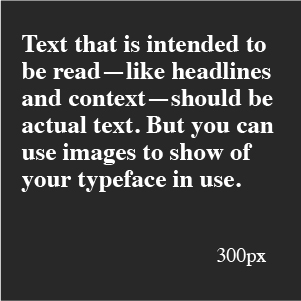 Text that is intended to
be read—like headlines
and context—should be
actual text. But you can
use images to show of
your typeface in use.
300px